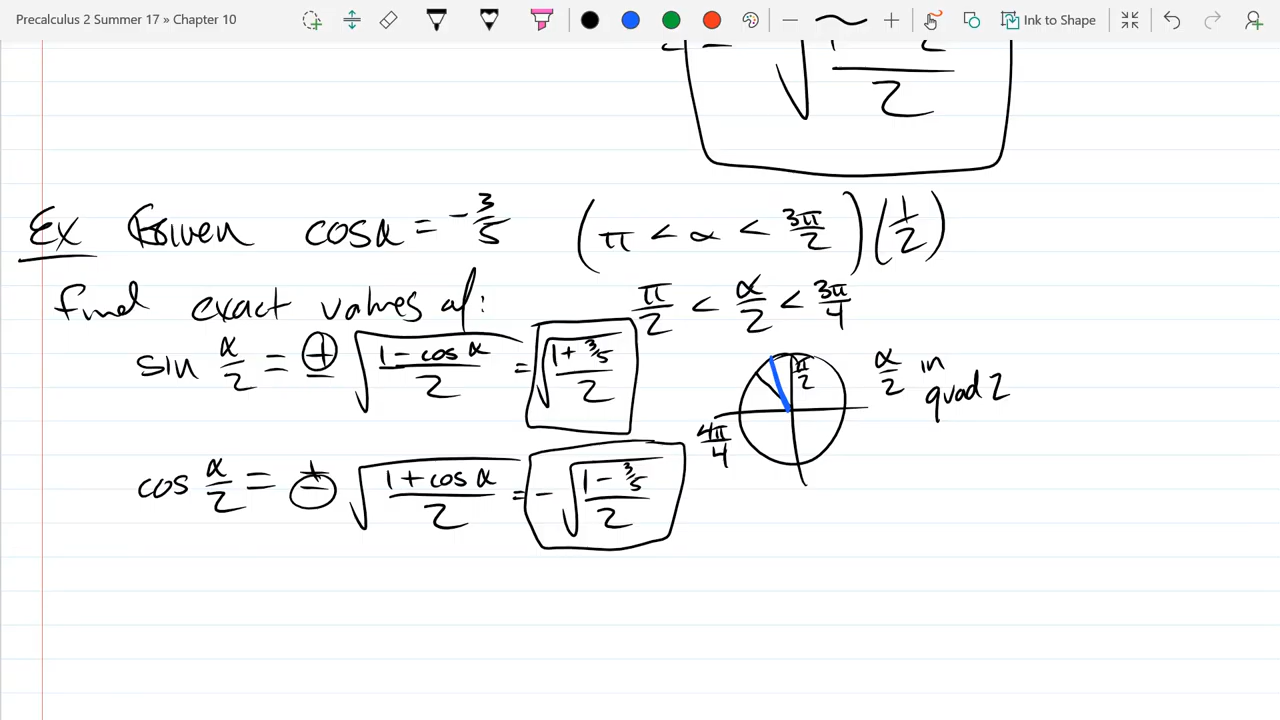 Precalculus 2 Summer 17 » Chapter 10
Ink to Shape
2
Ex Given cos α = -3/5 (π < α < 3π/2)(1/2)
find exact values of: π/2 < α/2 < 3π/4
sin α/2 = ± √((1 - cos α)/2) = √((1 + 3/5)/2)
π/2
α/2 in quad 2
4π/4
cos α/2 = ± √((1 + cos α)/2) = - √((1 - 3/5)/2)